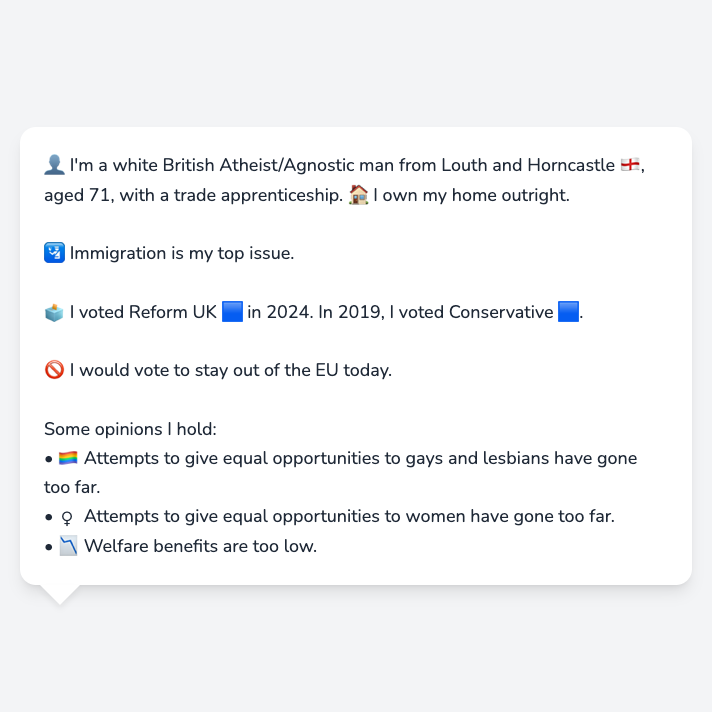 👤 I'm a white British Atheist/Agnostic man from Louth and Horncastle 🏴󠁧󠁢󠁥󠁮󠁧󠁿,
aged 71, with a trade apprenticeship. 🏠 I own my home outright.
🛂 Immigration is my top issue.
🗳️ I voted Reform UK 🟦 in 2024. In 2019, I voted Conservative 🟦.
🚫 I would vote to stay out of the EU today.
Some opinions I hold:
• 🏳️‍🌈 Attempts to give equal opportunities to gays and lesbians have gone
too far.
• ♀ Attempts to give equal opportunities to women have gone too far.
• 📉 Welfare benefits are too low.